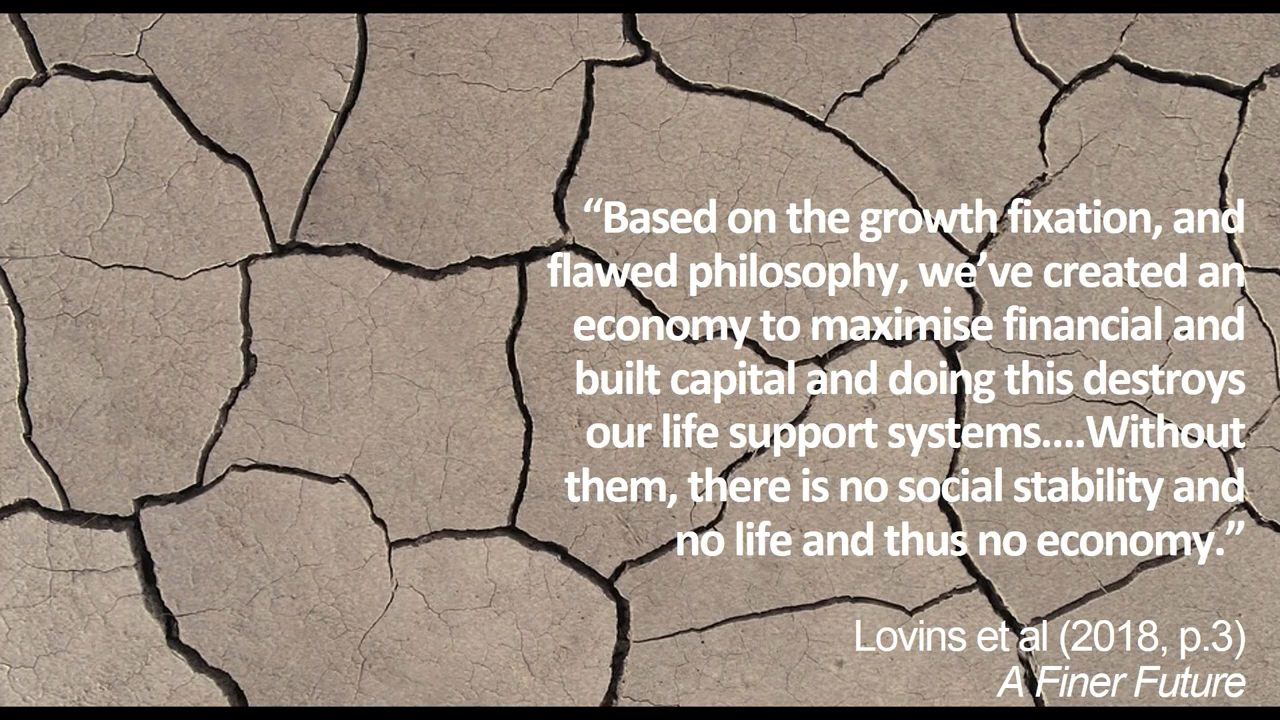 “Based on the growth fixation, and
flawed philosophy, we’ve created an
economy to maximise financial and
built capital and doing this destroys
our life support systems....Without
them, there is no social stability and
no life and thus no economy.”
Lovins et al (2018, p.3)
A Finer Future